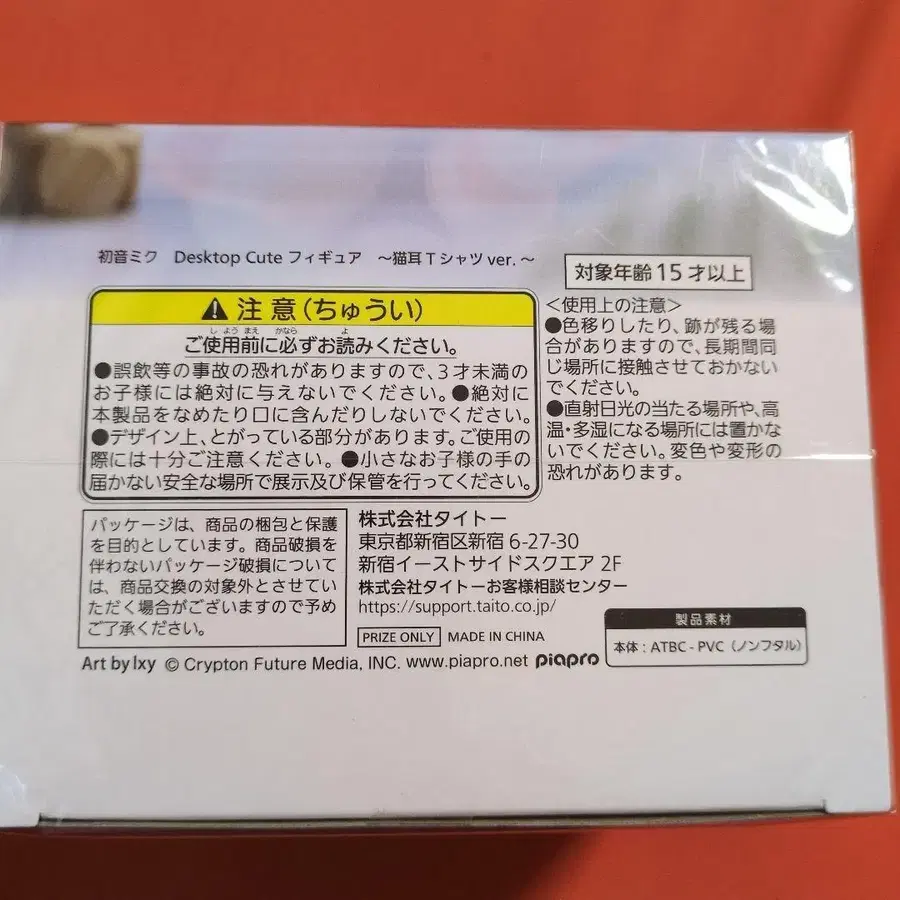 初音ミク Desktop Cute フィギュア ～猫耳Tシャツver.～
対象年齢15才以上
⚠注意(ちゅうい)
ご使用前に必ずお読みください。
しようまえ かなら よ
●誤飲等の事故の恐れがありますので、3才未満の
お子様には絶対に与えないでください。●絶対に
本製品をなめたり口に含んだりしないでください。
●デザイン上、とがっている部分があります。ご使用の
際には十分ご注意ください。●小さなお子様の手の
届かない安全な場所で展示及び保管を行ってください。
＜使用上の注意＞
●色移りしたり、跡が残る場
合がありますので、長期間同
じ場所に接触させておかない
でください。
●直射日光の当たる場所や、高
温・多湿になる場所には置かな
いでください。変色や変形の
恐れがあります。
パッケージは、商品の梱包と保護
を目的としています。商品破損を
伴わないパッケージ破損について
は、商品交換の対象外とさせてい
ただく場合がございますので予め
ご了承ください。
株式会社タイトー
東京都新宿区新宿 6-27-30
新宿イーストサイドスクエア 2F
株式会社タイトーお客様相談センター
https://support.taito.co.jp/
PRIZE ONLY MADE IN CHINA
製品素材
本体：ATBC-PVC（ノンフタル）
Art by lxy © Crypton Future Media, INC. www.piapro.net piapro